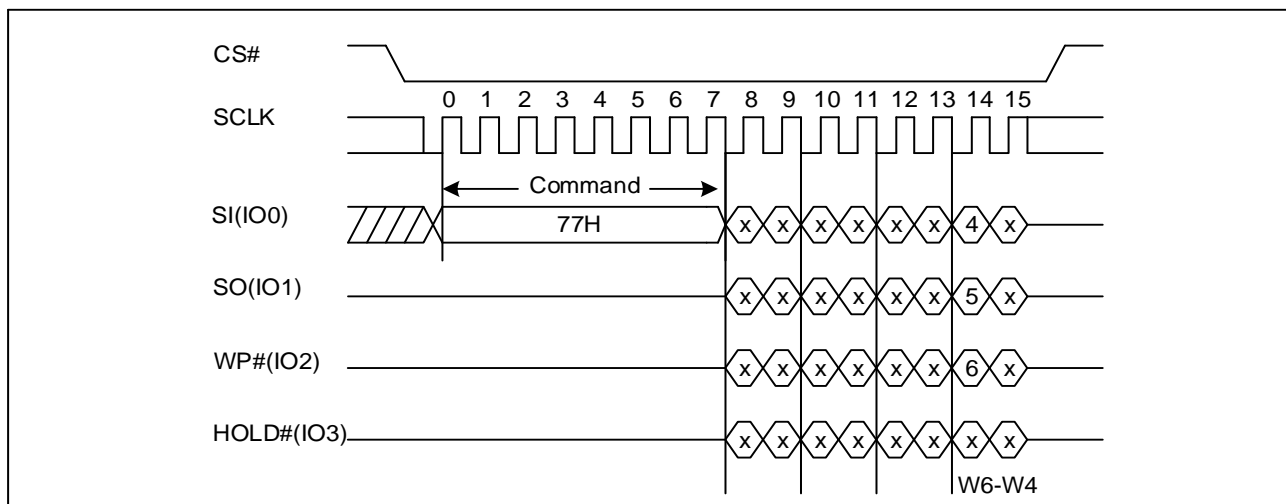 CS#
0 1 2 3 4 5 6 7 8 9 10 11 12 13 14 15
SCLK
Command
SI(IO0) 77H x x x x x x 4 x
SO(IO1) x x x x x x 5 x
WP#(IO2) x x x x x x 6 x
HOLD#(IO3) x x x x x x x x
W6-W4